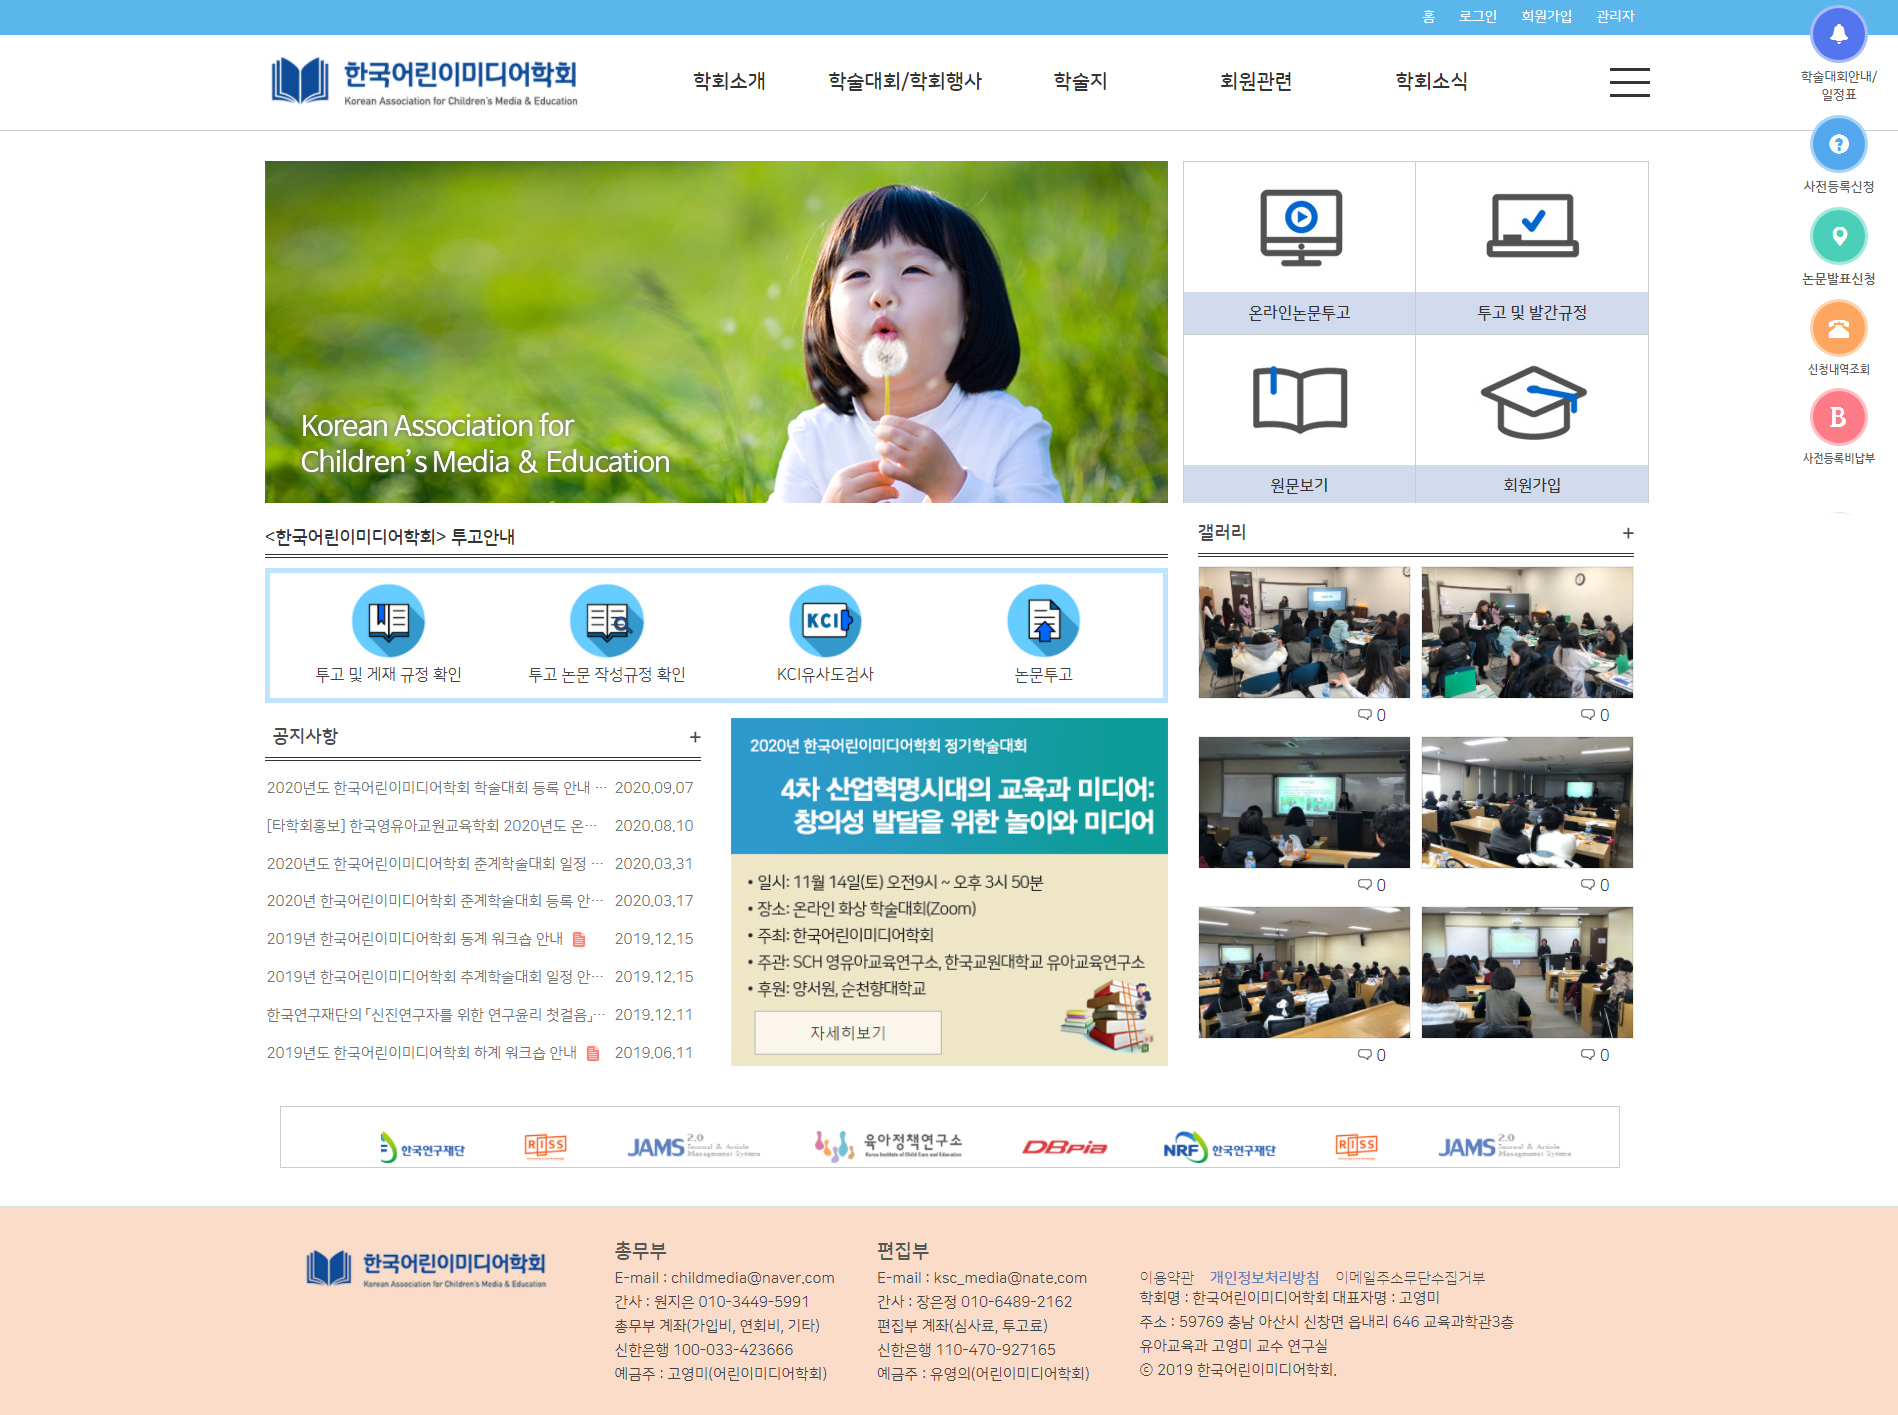 홈 로그인 회원가입 관리자
한국어린이미디어학회
Korean Association for Children's Media & Education
학회소개 학술대회/학회행사 학술지 회원관련 학회소식
학술대회안내/
일정표
사전등록신청
논문발표신청
신청내역조회
B
사전등록비납부
Korean Association for
Children's Media & Education
온라인논문투고
투고 및 발간규정
원문보기
회원가입
<한국어린이미디어학회> 투고안내
KCI
투고 및 게재 규정 확인
투고 논문 작성규정 확인
KCI유사도검사
논문투고
갤러리 +
0 0
0 0
0 0
공지사항 +
2020년도 한국어린이미디어학회 학술대회 등록 안내 … 2020.09.07
[타학회홍보] 한국영유아교원교육학회 2020년도 온… 2020.08.10
2020년도 한국어린이미디어학회 춘계학술대회 일정 … 2020.03.31
2020년 한국어린이미디어학회 춘계학술대회 등록 안… 2020.03.17
2019년 한국어린이미디어학회 동계 워크숍 안내 2019.12.15
2019년 한국어린이미디어학회 추계학술대회 일정 안… 2019.12.15
한국연구재단의 「신진연구자를 위한 연구윤리 첫걸음」… 2019.12.11
2019년도 한국어린이미디어학회 하계 워크숍 안내 2019.06.11
2020년 한국어린이미디어학회 정기학술대회
4차 산업혁명시대의 교육과 미디어:
창의성 발달을 위한 놀이와 미디어
• 일시: 11월 14일(토) 오전9시 ~ 오후 3시 50분
• 장소: 온라인 화상 학술대회(Zoom)
• 주최: 한국어린이미디어학회
• 주관: SCH 영유아교육연구소, 한국교원대학교 유아교육연구소
• 후원: 양서원, 순천향대학교
자세히보기
한국연구재단
RISS
JAMS 2.0
Journal & Article
Management System
육아정책연구소
Korea Institute of Child Care and Education
DBpia
NRF 한국연구재단
RISS
JAMS 2.0
Journal & Article
Management System
한국어린이미디어학회
Korean Association for Children's Media & Education
총무부
E-mail : childmedia@naver.com
간사 : 원지은 010-3449-5991
총무부 계좌(가입비, 연회비, 기타)
신한은행 100-033-423666
예금주 : 고영미(어린이미디어학회)
편집부
E-mail : ksc_media@nate.com
간사 : 장은정 010-6489-2162
편집부 계좌(심사료, 투고료)
신한은행 110-470-927165
예금주 : 유영의(어린이미디어학회)
이용약관 개인정보처리방침 이메일주소무단수집거부
학회명 : 한국어린이미디어학회 대표자명 : 고영미
주소 : 59769 충남 아산시 신창면 읍내리 646 교육과학관3층
유아교육과 고영미 교수 연구실
ⓒ 2019 한국어린이미디어학회.